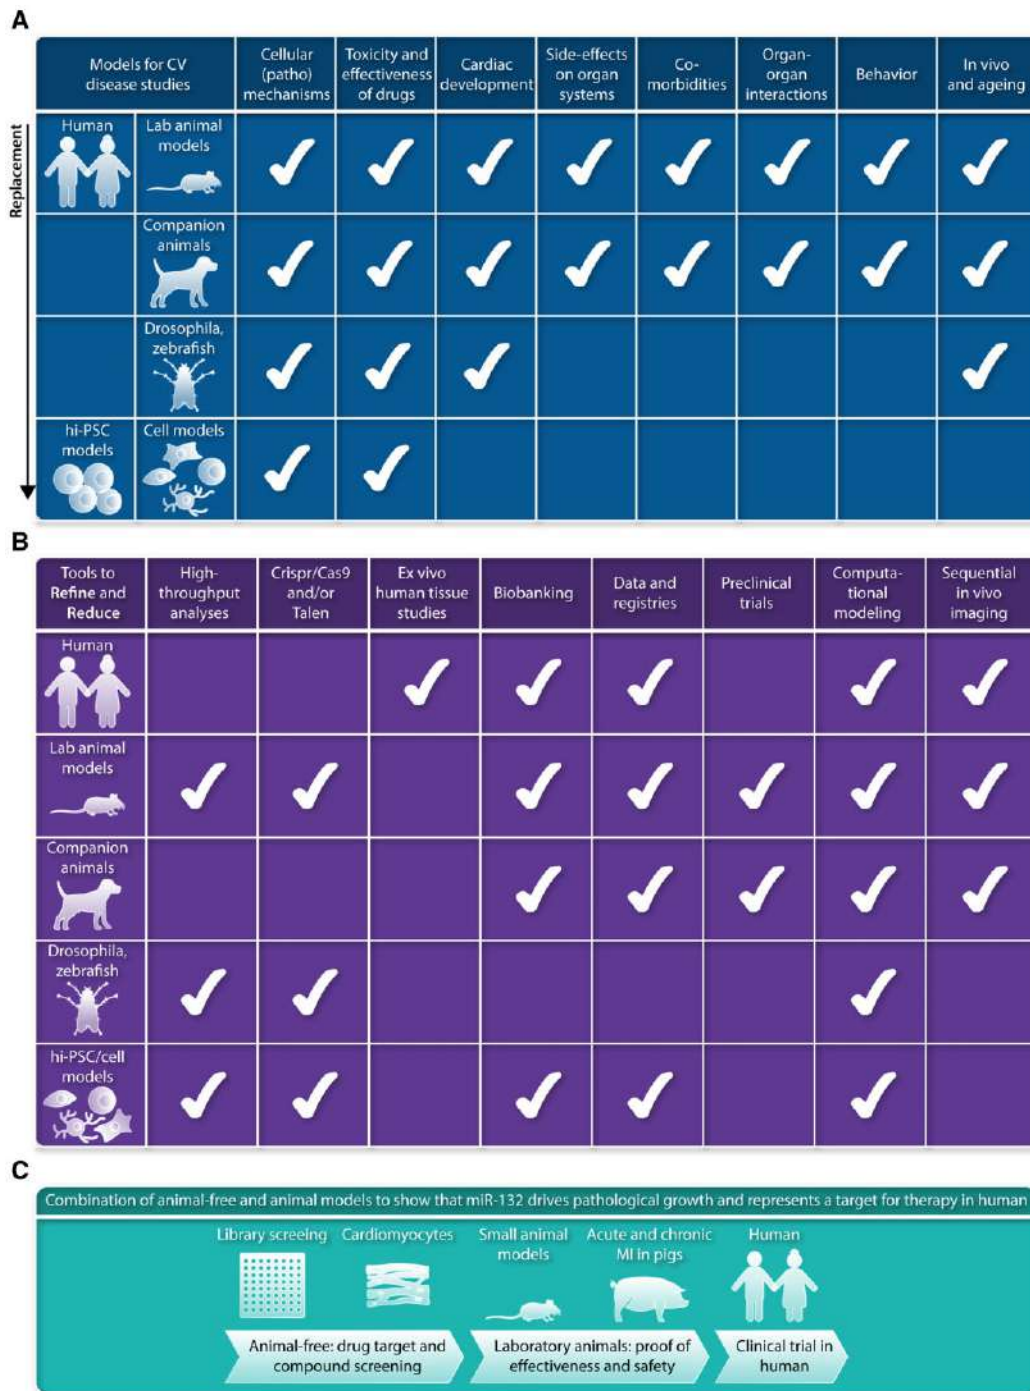 A
Models for CV
disease studies
Cellular
(patho)
mechanisms
Toxicity and
effectiveness
of drugs
Cardiac
development
Side-effects
on organ
systems
Co-
morbidities
Organ-
organ
interactions
Behavior
In vivo
and ageing
Replacement
Human
Lab animal
models
Companion
animals
Drosophila,
zebrafish
hi-PSC
models
Cell models
B
Tools to
Refine and
Reduce
High-
throughput
analyses
Crispr/Cas9
and/or
Talen
Ex vivo
human tissue
studies
Biobanking
Data and
registries
Preclinical
trials
Computa-
tional
modeling
Sequential
in vivo
imaging
Human
Lab animal
models
Companion
animals
Drosophila,
zebrafish
hi-PSC/cell
models
C
Combination of animal-free and animal models to show that miR-132 drives pathological growth and represents a target for therapy in human
Library screeing
Cardiomyocytes
Small animal
models
Acute and chronic
MI in pigs
Human
Animal-free: drug target and
compound screening
Laboratory animals: proof of
effectiveness and safety
Clinical trial in
human